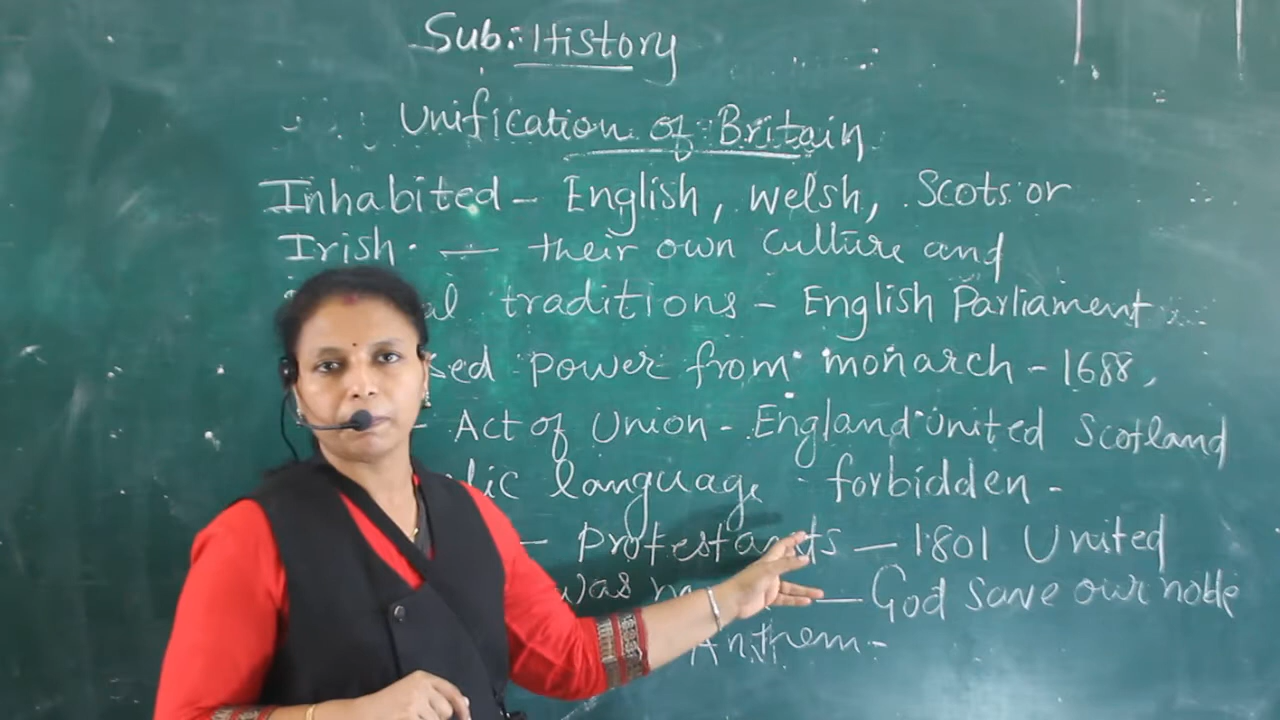 Sub: History
Unification of Britain
Inhabited - English, Welsh, Scots or
Irish. — their own culture and
traditions - English Parliament
power from monarch - 1688,
- Act of Union - England united Scotland
language forbidden -
— Protestants — 1801 United
was — God save our noble
Anthem -